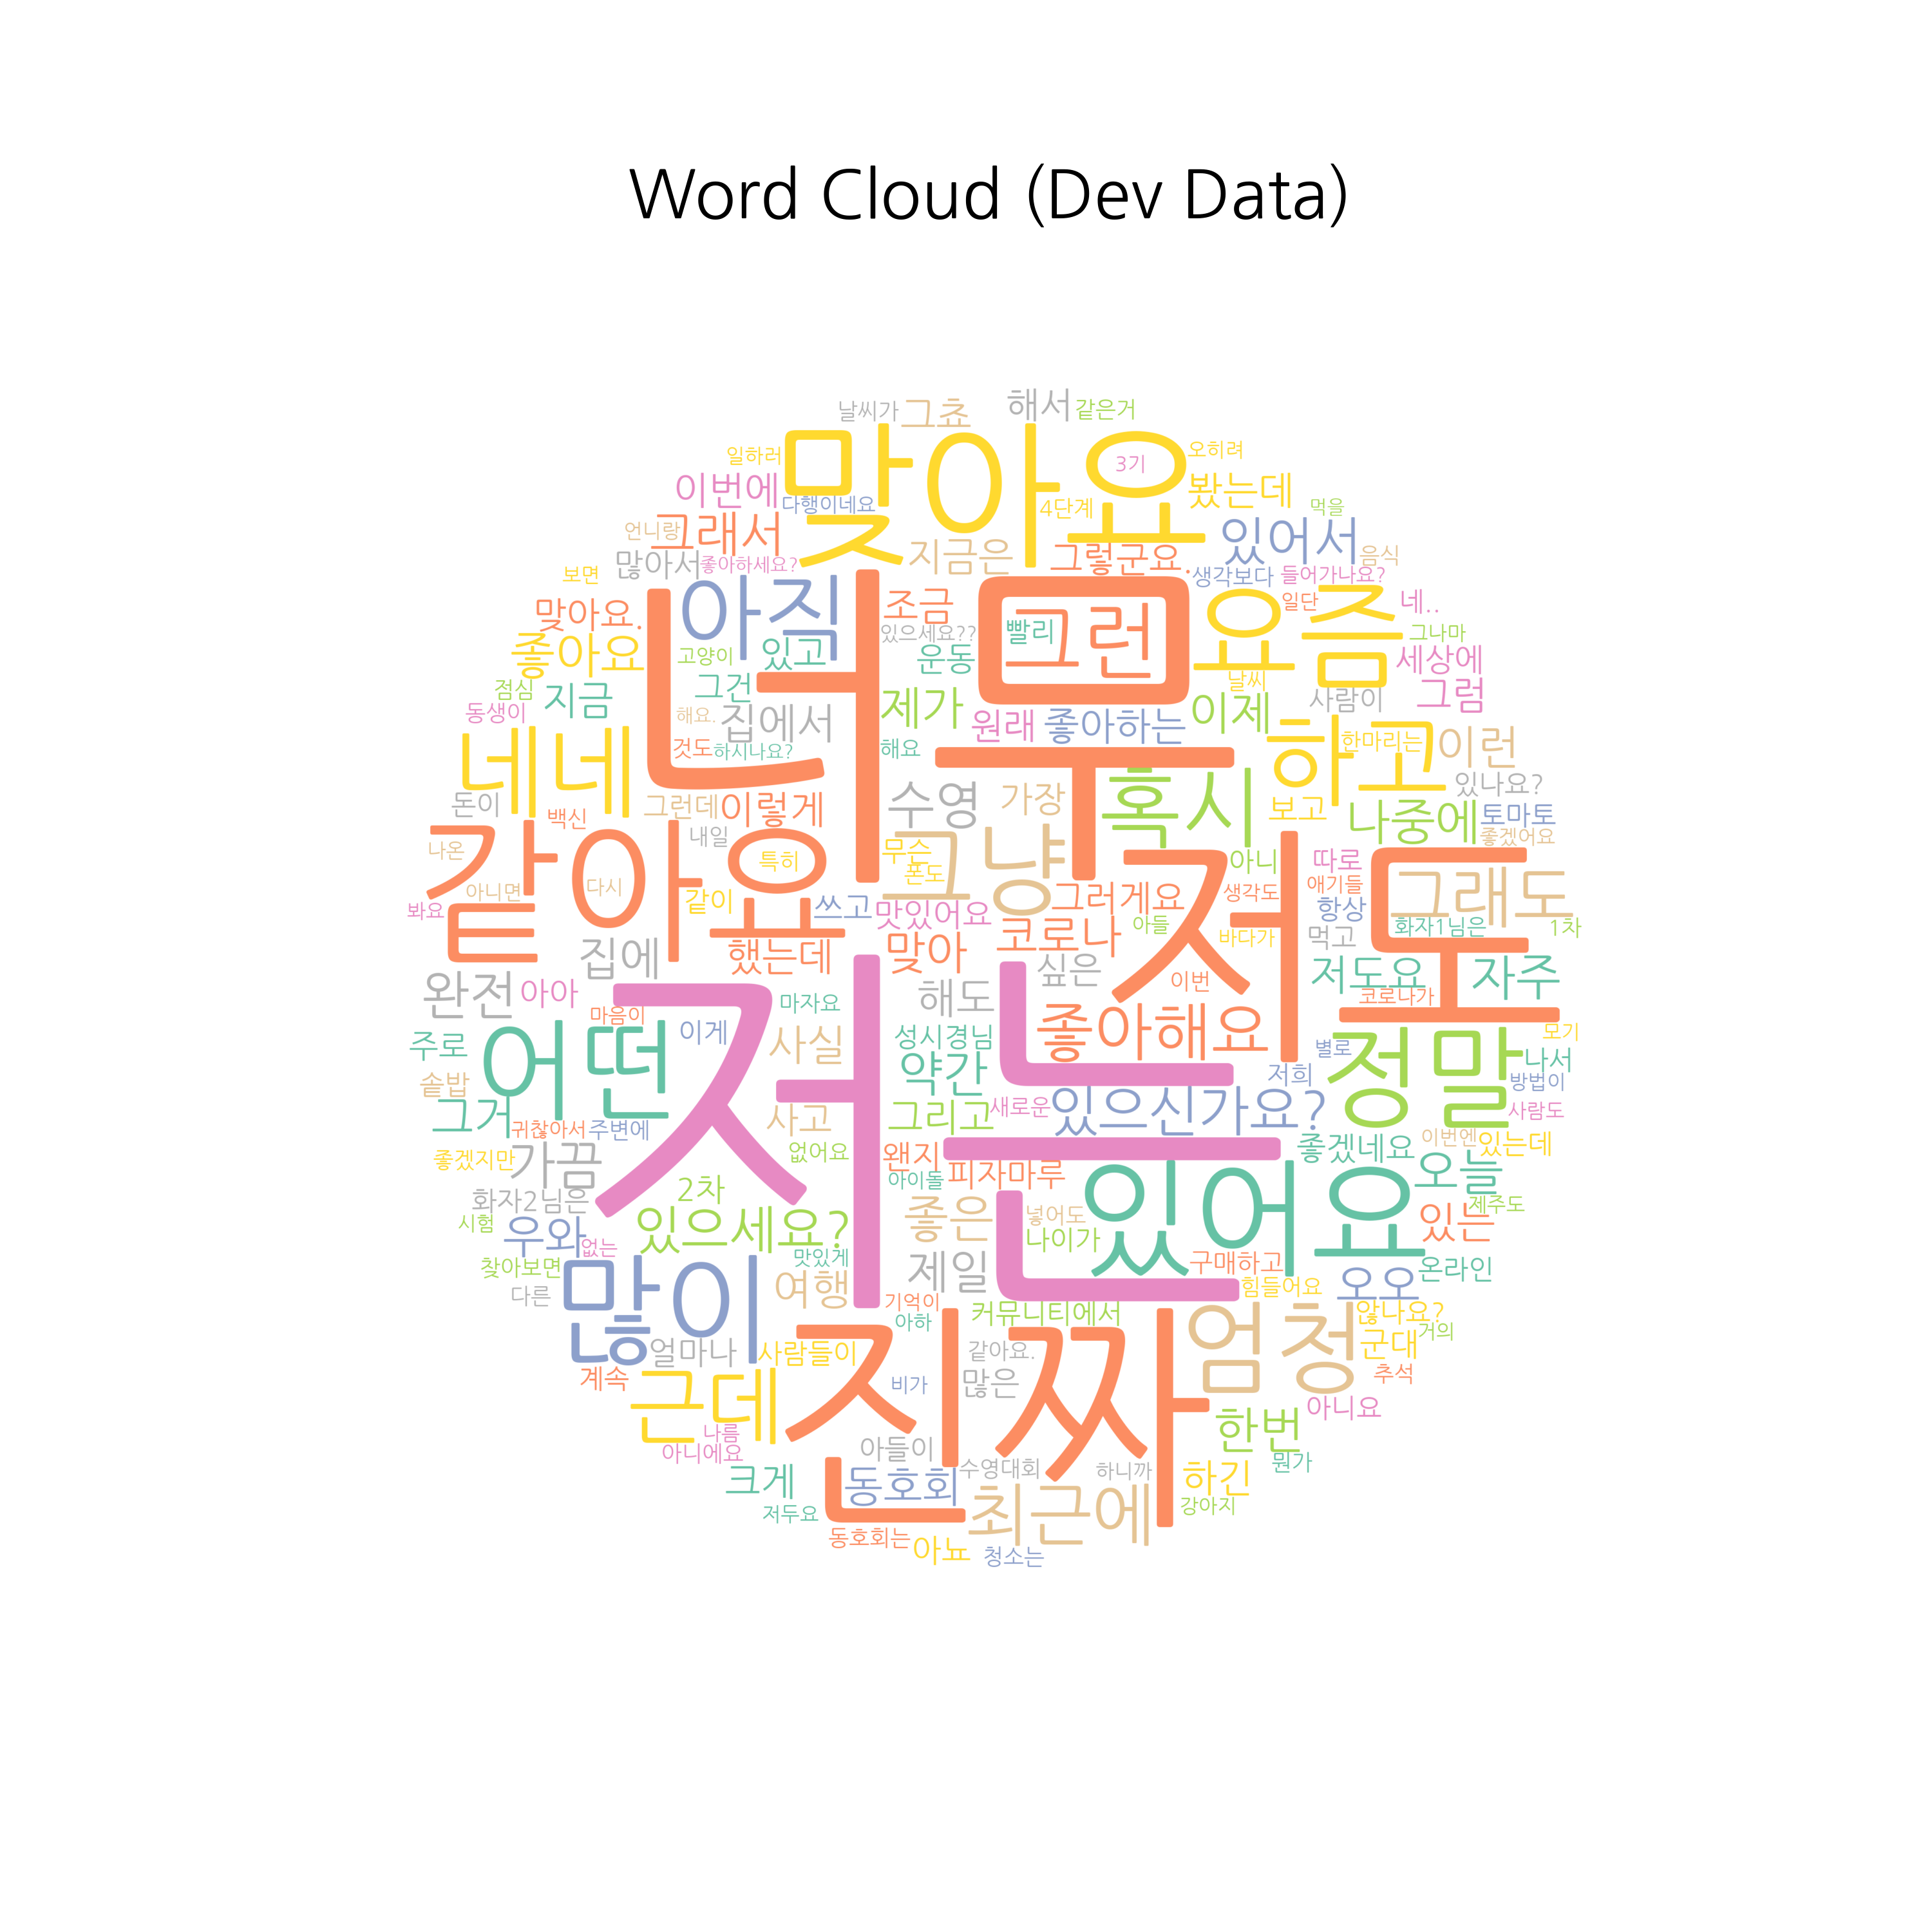 Word Cloud (Dev Data)
날씨가 그쵸 해서 같은거
일하러 맞아요 3기 오히려
이번에 다행이네요 4단계 봤는데 먹을
언니랑 그래서 지금은 그렇군요. 있어서 음식
많아서 좋아하세요? 생각보다 들어가나요?
보면 아직 너무 그런 요즘 네..
맞아요. 조금 빨리 일단 그나마
좋아요 고양이 있고 있으세요?? 운동 세상에
점심 지금 그건 제가 날씨 사람이 그럼
동생이 해요. 집에서 원래 좋아하는 이제
네네 것도 하시나요? 해요 하고 한마리는 이런
돈이 백신 그런데 이렇게 수영 가장 혹시 보고 나중에 있나요? 토마토
나온 같아요 내일 특히 무슨 그냥 아니 따로 좋겠어요
아니면 다시 폰도 저도 생각도 얘기들 그래도
봐요 같이 쓰고 맛있어요 그러게요 아들 바다가 항상 화자1님은 1차
집에 했는데 맞아 코로나 싶은 먹고 저도요 자주
완전 아아 마음이 마자요 해도 이번 코로나가
주로 어떤 이게 사실 성시경님 좋아해요 별로 정말 모기
솥밥 저는 약간 저희 나서 방법이
그거 귀찮아서 주변에 사고 그리고 새로운 있으신가요? 사람도
좋겠지만 가끔 없어요 왠지 피자마루 좋겠네요 이번엔 있는데
화자2님은 2차 아이돌 있어요 오늘 제주도
시험 우와 없는 있으세요? 좋은 넣어도 나이가 있는
찾아보면 맛있게 제일 구매하고 온라인
다른 많이 여행 기억이 커뮤니티에서 힘들어요 오오
얼마나 사람들이 아하 진짜 같아요. 엄청 않나요? 군대 거의
계속 근데 비가 많은 추석
나름 한번 아니요
아니에요 아들이 수영대회 하니까 뭔가
크게 동호회 최근에 하긴
저두요 강아지
동호회는 아뇨 청소는